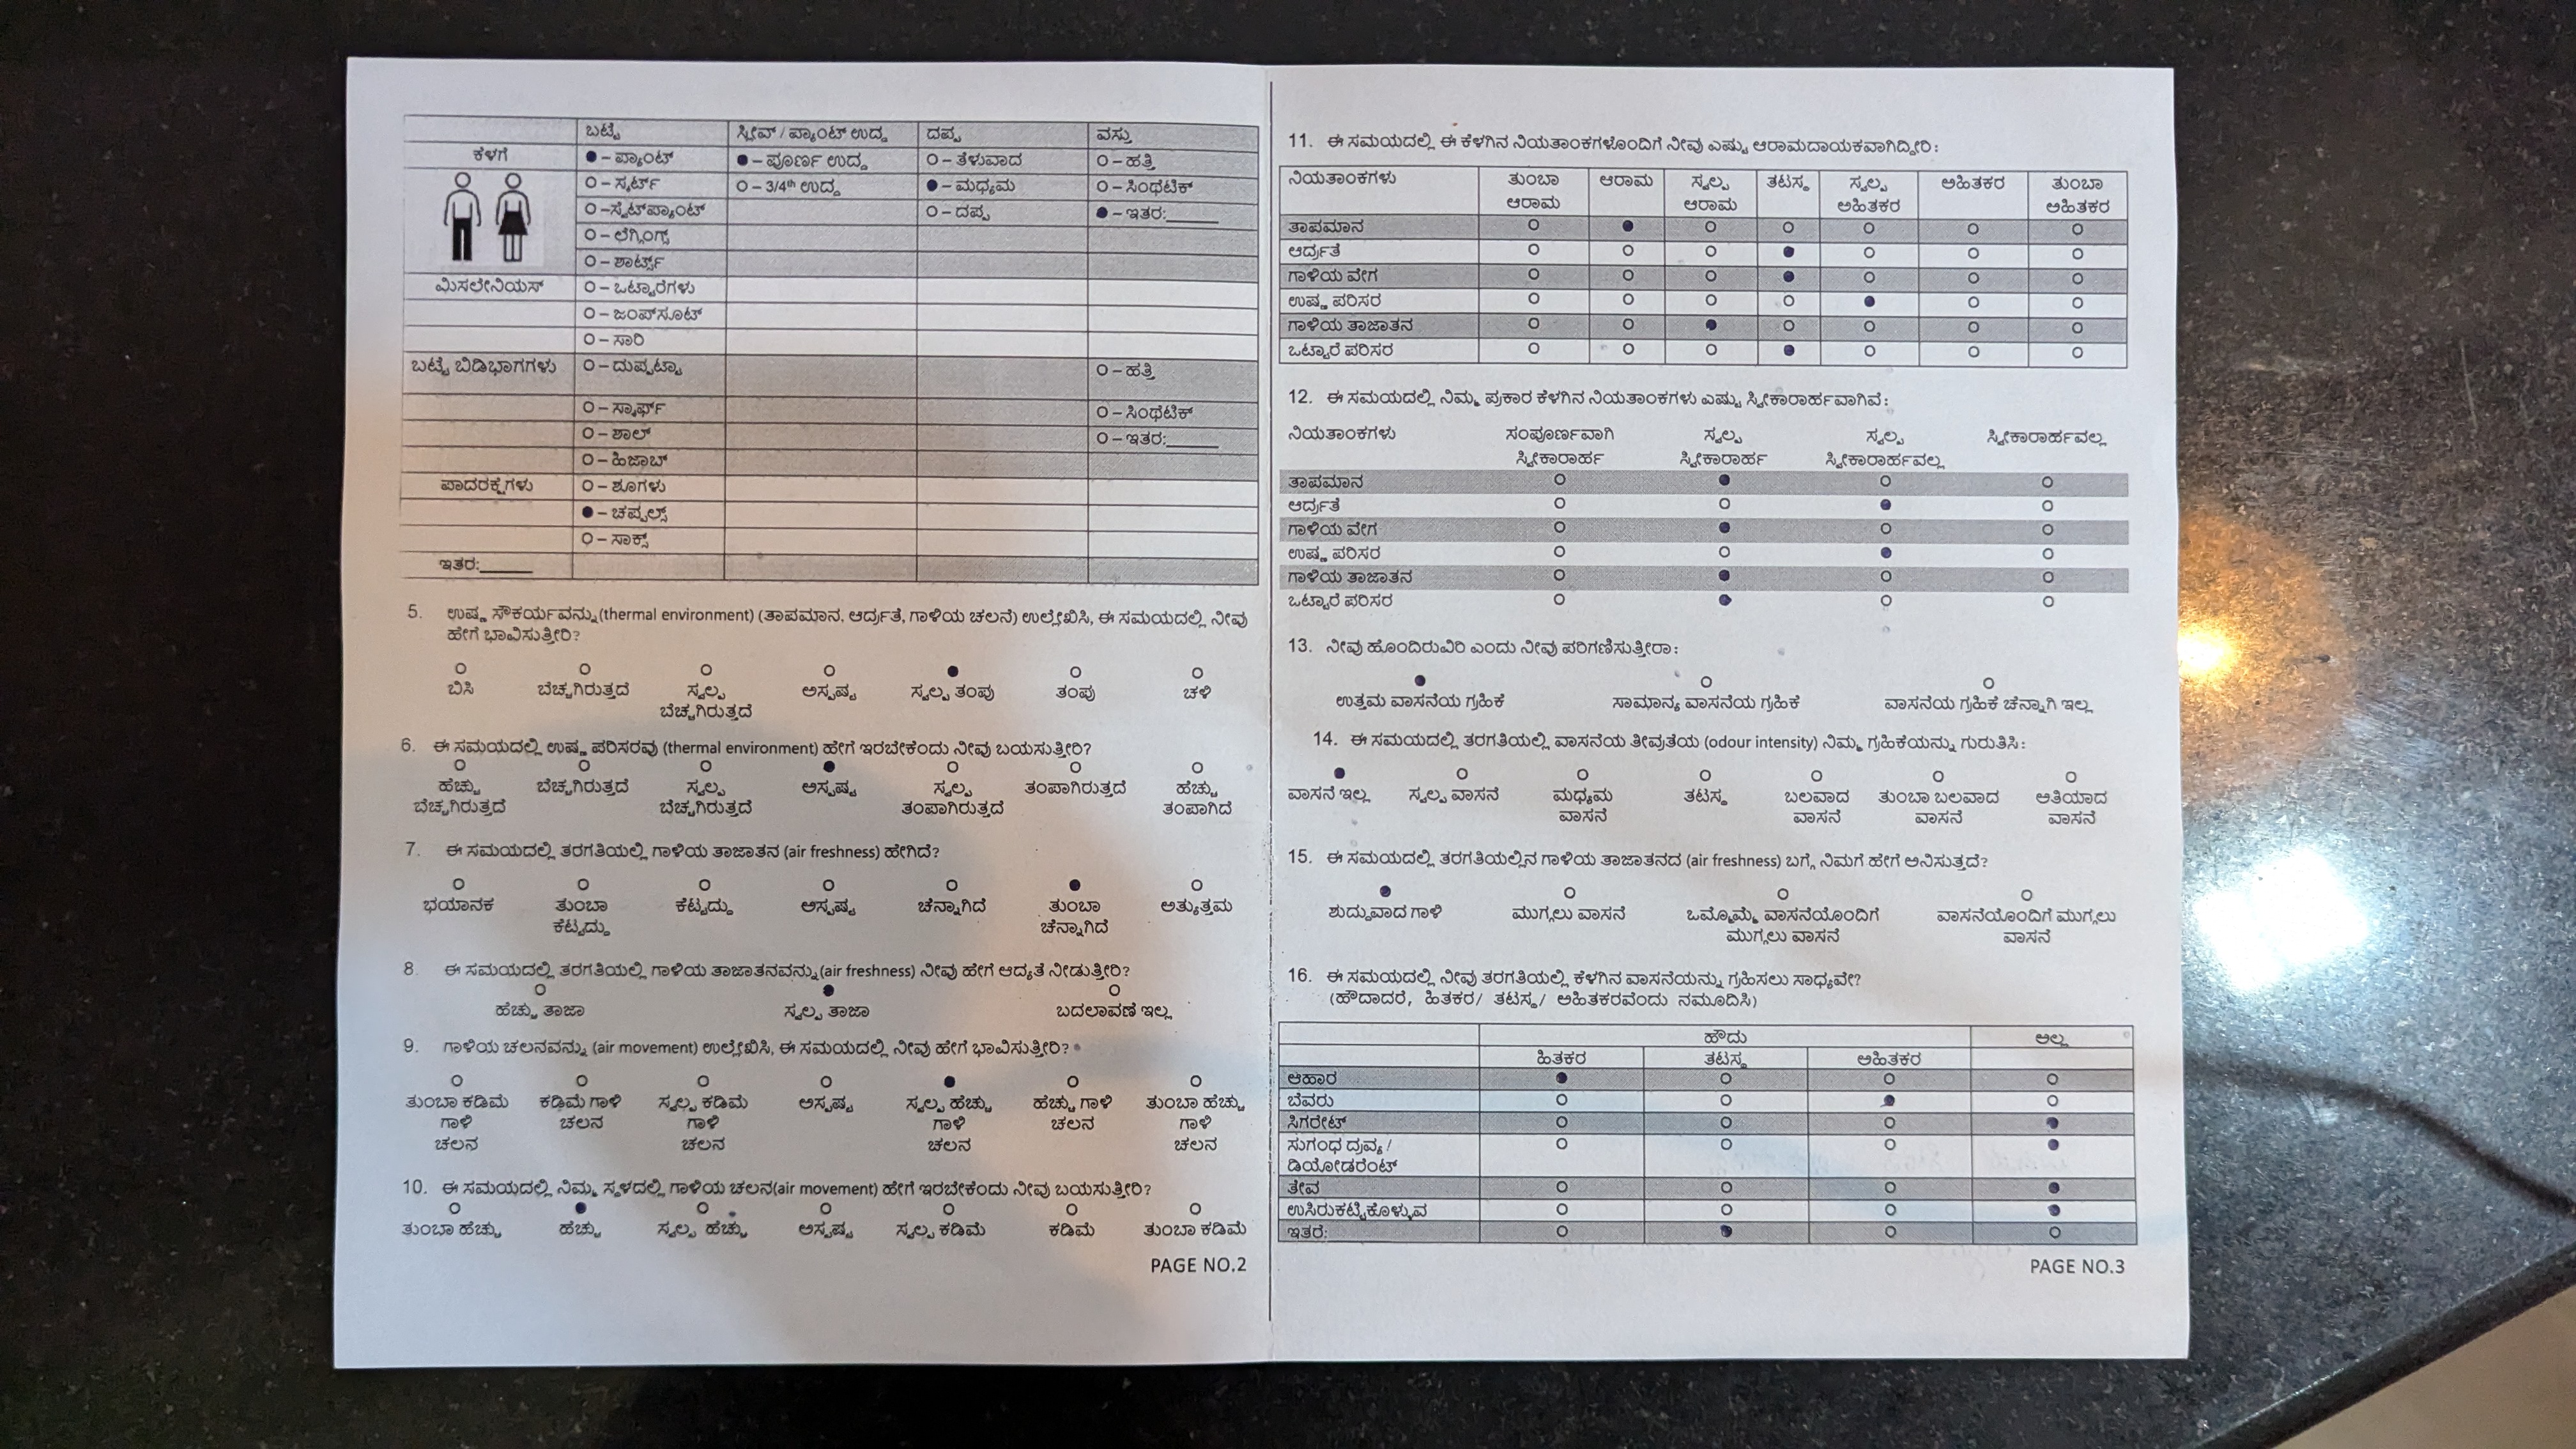 ಬಟ್ಟೆ ಸ್ಲೀವ್ / ಪ್ಯಾಂಟ್ ಉದ್ದ ದಪ್ಪ ವಸ್ತು
ಕೆಳಗೆ ● – ಪ್ಯಾಂಟ್ ● – ಪೂರ್ಣ ಉದ್ದ O – ತೆಳುವಾದ O – ಹತ್ತಿ
O – ಸ್ಕರ್ಟ್ O – 3/4th ಉದ್ದ ● – ಮಧ್ಯಮ O – ಸಿಂಥೆಟಿಕ್
O – ಸ್ವೆಟ್‌ಪ್ಯಾಂಟ್ O – ದಪ್ಪ ● – ಇತರ:______
O – ಲೆಗ್ಗಿಂಗ್ಸ್
O – ಶಾರ್ಟ್ಸ್
ಮಿಸಲೇನಿಯಸ್ O – ಒಟ್ಟಾರೆಗಳು
O – ಜಂಪ್‌ಸೂಟ್
O – ಸಾರಿ
ಬಟ್ಟೆ ಬಿಡಿಭಾಗಗಳು O – ದುಪ್ಪಟ್ಟಾ O – ಹತ್ತಿ
O – ಸ್ಕಾರ್ಫ್ O – ಸಿಂಥೆಟಿಕ್
O – ಶಾಲ್ O – ಇತರ:______
O – ಹಿಜಾಬ್
ಪಾದರಕ್ಷೆಗಳು O – ಶೂಗಳು
● – ಚಪ್ಪಲ್ಸ್
O – ಸಾಕ್ಸ್
ಇತರ:______
5. ಉಷ್ಣ ಸೌಕರ್ಯವನ್ನು (thermal environment) (ತಾಪಮಾನ, ಆರ್ದ್ರತೆ, ಗಾಳಿಯ ಚಲನೆ) ಉಲ್ಲೇಖಿಸಿ, ಈ ಸಮಯದಲ್ಲಿ ನೀವು
ಹೇಗೆ ಭಾವಿಸುತ್ತೀರಿ?
O O O O ● O O
ಬಿಸಿ ಬೆಚ್ಚಗಿರುತ್ತದೆ ಸ್ವಲ್ಪ ಅಸ್ಪಷ್ಟ ಸ್ವಲ್ಪ ತಂಪು ತಂಪು ಚಳಿ
ಬೆಚ್ಚಗಿರುತ್ತದೆ
6. ಈ ಸಮಯದಲ್ಲಿ ಉಷ್ಣ ಪರಿಸರವು (thermal environment) ಹೇಗೆ ಇರಬೇಕೆಂದು ನೀವು ಬಯಸುತ್ತೀರಿ?
O O O ● O O O
ಹೆಚ್ಚು ಬೆಚ್ಚಗಿರುತ್ತದೆ ಸ್ವಲ್ಪ ಅಸ್ಪಷ್ಟ ಸ್ವಲ್ಪ ತಂಪಾಗಿರುತ್ತದೆ ಹೆಚ್ಚು
ಬೆಚ್ಚಗಿರುತ್ತದೆ ಬೆಚ್ಚಗಿರುತ್ತದೆ ತಂಪಾಗಿರುತ್ತದೆ ತಂಪಾಗಿದೆ
7. ಈ ಸಮಯದಲ್ಲಿ ತರಗತಿಯಲ್ಲಿ ಗಾಳಿಯ ತಾಜಾತನ (air freshness) ಹೇಗಿದೆ?
O O O O O ● O
ಭಯಾನಕ ತುಂಬಾ ಕೆಟ್ಟದ್ದು ಅಸ್ಪಷ್ಟ ಚೆನ್ನಾಗಿದೆ ತುಂಬಾ ಅತ್ಯುತ್ತಮ
ಕೆಟ್ಟದ್ದು ಚೆನ್ನಾಗಿದೆ
8. ಈ ಸಮಯದಲ್ಲಿ ತರಗತಿಯಲ್ಲಿ ಗಾಳಿಯ ತಾಜಾತನವನ್ನು (air freshness) ನೀವು ಹೇಗೆ ಆದ್ಯತೆ ನೀಡುತ್ತೀರಿ?
O ● O
ಹೆಚ್ಚು ತಾಜಾ ಸ್ವಲ್ಪ ತಾಜಾ ಬದಲಾವಣೆ ಇಲ್ಲ
9. ಗಾಳಿಯ ಚಲನವನ್ನು (air movement) ಉಲ್ಲೇಖಿಸಿ, ಈ ಸಮಯದಲ್ಲಿ ನೀವು ಹೇಗೆ ಭಾವಿಸುತ್ತೀರಿ?
O O O O ● O O
ತುಂಬಾ ಕಡಿಮೆ ಕಡಿಮೆ ಗಾಳಿ ಸ್ವಲ್ಪ ಕಡಿಮೆ ಅಸ್ಪಷ್ಟ ಸ್ವಲ್ಪ ಹೆಚ್ಚು ಹೆಚ್ಚು ಗಾಳಿ ತುಂಬಾ ಹೆಚ್ಚು
ಗಾಳಿ ಚಲನ ಗಾಳಿ ಗಾಳಿ ಚಲನ ಗಾಳಿ
ಚಲನ ಚಲನ ಚಲನ ಚಲನ
10. ಈ ಸಮಯದಲ್ಲಿ ನಿಮ್ಮ ಸ್ಥಳದಲ್ಲಿ ಗಾಳಿಯ ಚಲನ(air movement) ಹೇಗೆ ಇರಬೇಕೆಂದು ನೀವು ಬಯಸುತ್ತೀರಿ?
O ● O O O O O
ತುಂಬಾ ಹೆಚ್ಚು ಹೆಚ್ಚು ಸ್ವಲ್ಪ ಹೆಚ್ಚು ಅಸ್ಪಷ್ಟ ಸ್ವಲ್ಪ ಕಡಿಮೆ ಕಡಿಮೆ ತುಂಬಾ ಕಡಿಮೆ
PAGE NO.2
11. ಈ ಸಮಯದಲ್ಲಿ ಈ ಕೆಳಗಿನ ನಿಯತಾಂಕಗಳೊಂದಿಗೆ ನೀವು ಎಷ್ಟು ಆರಾಮದಾಯಕವಾಗಿದ್ದೀರಿ:
ನಿಯತಾಂಕಗಳು ತುಂಬಾ ಆರಾಮ ಸ್ವಲ್ಪ ತಟಸ್ಥ ಸ್ವಲ್ಪ ಅಹಿತಕರ ತುಂಬಾ
ಆರಾಮ ಆರಾಮ ಅಹಿತಕರ ಅಹಿತಕರ
ತಾಪಮಾನ O ● O O O O O
ಆರ್ದ್ರತೆ O O O ● O O O
ಗಾಳಿಯ ವೇಗ O O O ● O O O
ಉಷ್ಣ ಪರಿಸರ O O O O ● O O
ಗಾಳಿಯ ತಾಜಾತನ O O ● O O O O
ಒಟ್ಟಾರೆ ಪರಿಸರ O O O ● O O O
12. ಈ ಸಮಯದಲ್ಲಿ ನಿಮ್ಮ ಪ್ರಕಾರ ಕೆಳಗಿನ ನಿಯತಾಂಕಗಳು ಎಷ್ಟು ಸ್ವೀಕಾರಾರ್ಹವಾಗಿವೆ:
ನಿಯತಾಂಕಗಳು ಸಂಪೂರ್ಣವಾಗಿ ಸ್ವಲ್ಪ ಸ್ವಲ್ಪ ಸ್ವೀಕಾರಾರ್ಹವಲ್ಲ
ಸ್ವೀಕಾರಾರ್ಹ ಸ್ವೀಕಾರಾರ್ಹ ಸ್ವೀಕಾರಾರ್ಹವಲ್ಲ
ತಾಪಮಾನ O ● O O
ಆರ್ದ್ರತೆ O O ● O
ಗಾಳಿಯ ವೇಗ O ● O O
ಉಷ್ಣ ಪರಿಸರ O O ● O
ಗಾಳಿಯ ತಾಜಾತನ O ● O O
ಒಟ್ಟಾರೆ ಪರಿಸರ O ● O O
13. ನೀವು ಹೊಂದಿರುವಿರಿ ಎಂದು ನೀವು ಪರಿಗಣಿಸುತ್ತೀರಾ:
● O O
ಉತ್ತಮ ವಾಸನೆಯ ಗ್ರಹಿಕೆ ಸಾಮಾನ್ಯ ವಾಸನೆಯ ಗ್ರಹಿಕೆ ವಾಸನೆಯ ಗ್ರಹಿಕೆ ಚೆನ್ನಾಗಿ ಇಲ್ಲ
14. ಈ ಸಮಯದಲ್ಲಿ ತರಗತಿಯಲ್ಲಿ ವಾಸನೆಯ ತೀವ್ರತೆಯ (odour intensity) ನಿಮ್ಮ ಗ್ರಹಿಕೆಯನ್ನು ಗುರುತಿಸಿ:
● O O O O O O
ವಾಸನೆ ಇಲ್ಲ ಸ್ವಲ್ಪ ವಾಸನೆ ಮಧ್ಯಮ ತಟಸ್ಥ ಬಲವಾದ ತುಂಬಾ ಬಲವಾದ ಅತಿಯಾದ
ವಾಸನೆ ವಾಸನೆ ವಾಸನೆ ವಾಸನೆ
15. ಈ ಸಮಯದಲ್ಲಿ ತರಗತಿಯಲ್ಲಿನ ಗಾಳಿಯ ತಾಜಾತನದ (air freshness) ಬಗ್ಗೆ ನಿಮಗೆ ಹೇಗೆ ಅನಿಸುತ್ತದೆ?
● O O O
ಶುದ್ಧುವಾದ ಗಾಳಿ ಮುಗ್ಗಲು ವಾಸನೆ ಒಮ್ಮೊಮ್ಮೆ ವಾಸನೆಯೊಂದಿಗೆ ವಾಸನೆಯೊಂದಿಗೆ ಮುಗ್ಗಲು
ಮುಗ್ಗಲು ವಾಸನೆ ವಾಸನೆ
16. ಈ ಸಮಯದಲ್ಲಿ ನೀವು ತರಗತಿಯಲ್ಲಿ ಕೆಳಗಿನ ವಾಸನೆಯನ್ನು ಗ್ರಹಿಸಲು ಸಾಧ್ಯವೇ?
(ಹೌದಾದರೆ, ಹಿತಕರ/ ತಟಸ್ಥ/ ಅಹಿತಕರವೆಂದು ನಮೂದಿಸಿ)
ಹೌದು ಅಲ್ಲ
ಹಿತಕರ ತಟಸ್ಥ ಅಹಿತಕರ
ಆಹಾರ ● O O O
ಬೆವರು O O ● O
ಸಿಗರೇಟ್ O O O ●
ಸುಗಂಧ ದ್ರವ್ಯ / O O O ●
ಡಿಯೋಡರೆಂಟ್
ತೇವ O O O ●
ಉಸಿರುಕಟ್ಟಿಕೊಳ್ಳುವ O O O ●
ಇತರೆ: O ● O O
PAGE NO.3